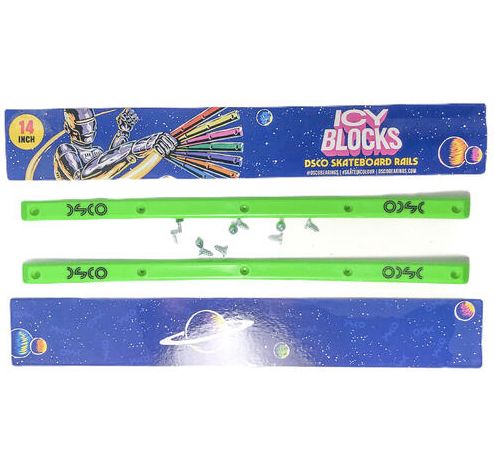 14
INCH
ICY
BLOCKS
DSCO SKATEBOARD RAILS
@DSCOBEARINGS | #SKATEINCOLOUR | DSCOBEARINGS.COM
DSCO DSCO
DSCO DSCO